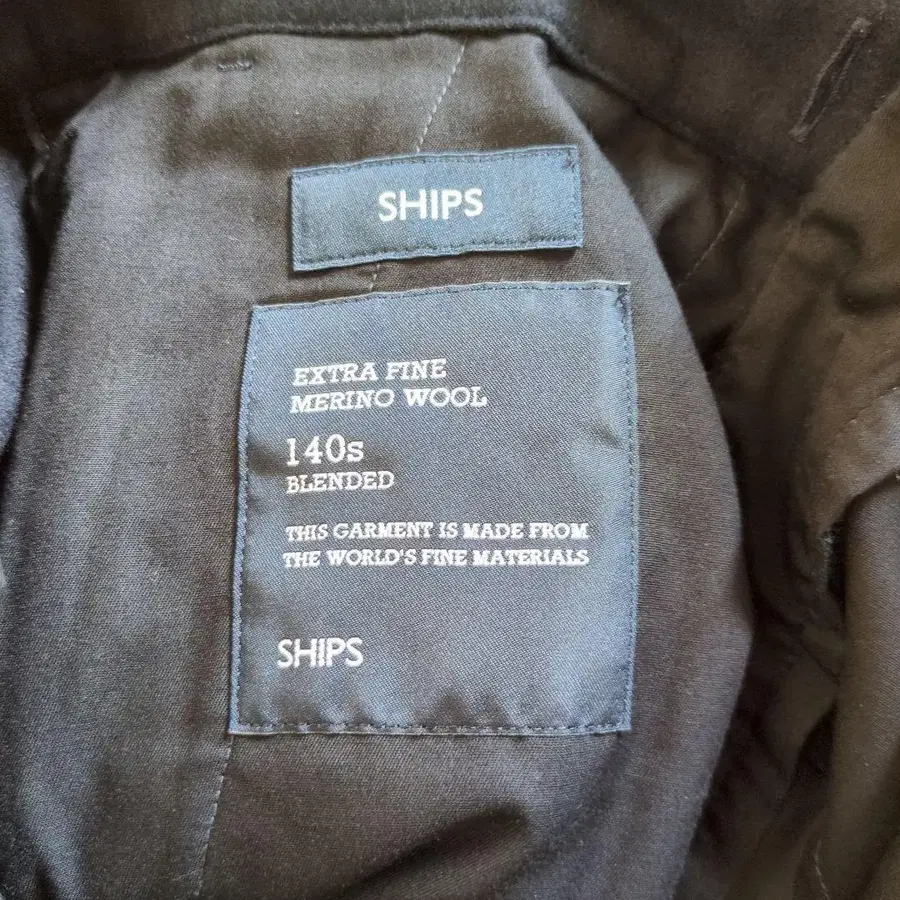 SHIPS
EXTRA FINE
MERINO WOOL
140s
BLENDED
THIS GARMENT IS MADE FROM
THE WORLD'S FINE MATERIALS
SHIPS